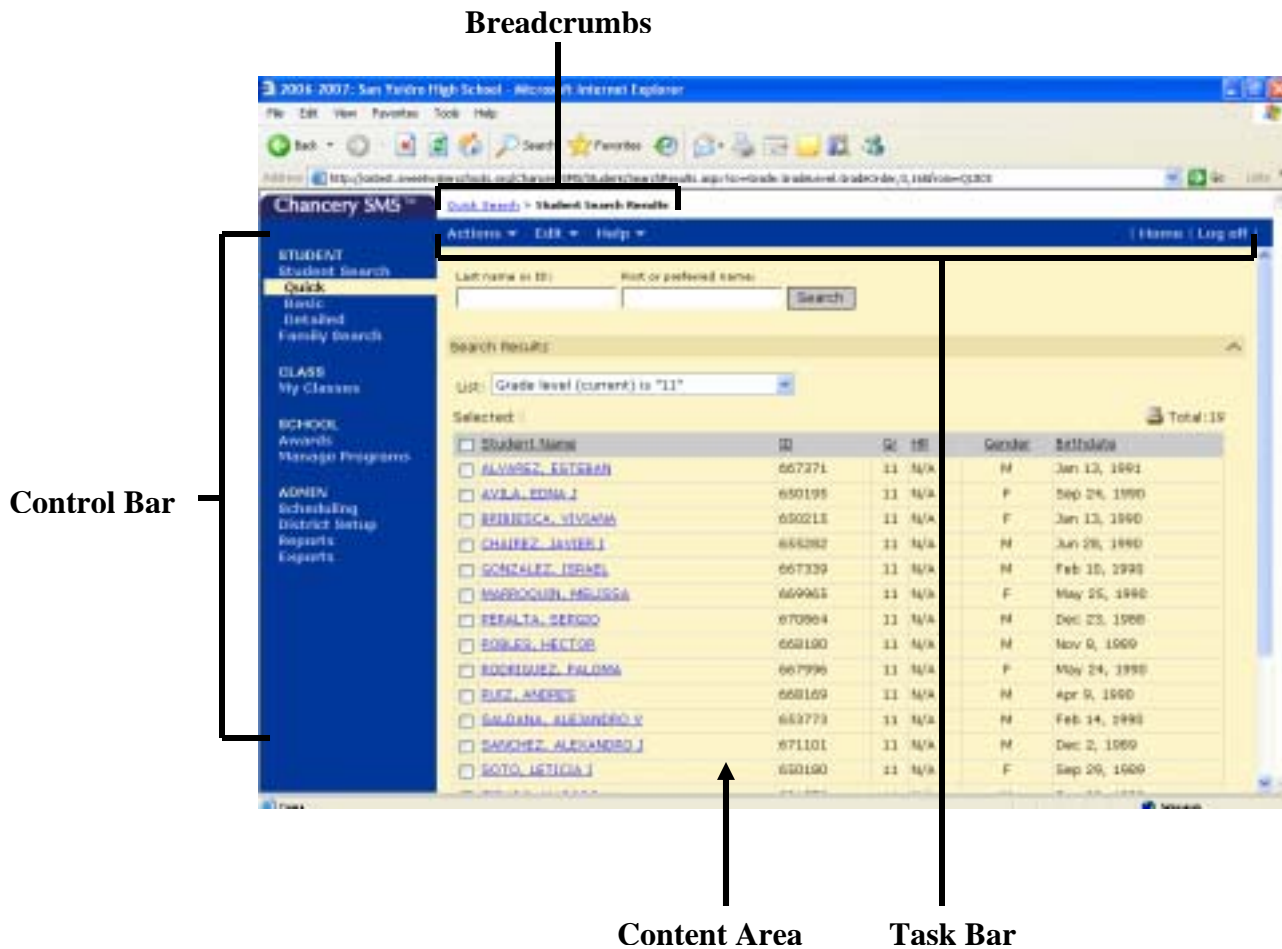 Breadcrumbs
2006-2007: San Ysidro High School - Microsoft Internet Explorer
File Edit View Favorites Tools Help
Back Search Favorites
Address Go Links
Chancery SMS™
Quick Search > Student Search Results
Actions Edit Help | Home | Log off
STUDENT
Student Search
Quick
Basic
Detailed
Family Search
CLASS
My Classes
SCHOOL
Awards
Manage Programs
ADMIN
Scheduling
District Setup
Reports
Exports
Control Bar
Last name or ID: First or preferred name:
Search
Search Results
List: Grade level (current) is "11"
Selected: Total:19
Student Name ID Gr HR Gender Birthdate
ALVAREZ, ESTEBAN 667371 11 N/A M Jan 13, 1991
AVILA, EDNA J 650195 11 N/A F Sep 24, 1990
BRIBIESCA, VIVIANA 650215 11 N/A F Jan 13, 1990
CHAIREZ, JAVIER I 655282 11 N/A M Jun 28, 1990
GONZALEZ, ISRAEL 667339 11 N/A M Feb 10, 1990
MARROQUIN, MELISSA 669965 11 N/A F May 25, 1990
PERALTA, SERGIO 670864 11 N/A M Dec 23, 1988
ROBLES, HECTOR 668180 11 N/A M Nov 9, 1989
RODRIGUEZ, PALOMA 667996 11 N/A F May 24, 1990
RUIZ, ANDRES 668169 11 N/A M Apr 9, 1990
SALDANA, ALEJANDRO V 653773 11 N/A M Feb 14, 1990
SANCHEZ, ALEXANDRO J 671101 11 N/A M Dec 2, 1989
SOTO, LETICIA I 650180 11 N/A F Sep 29, 1989
Content Area Task Bar